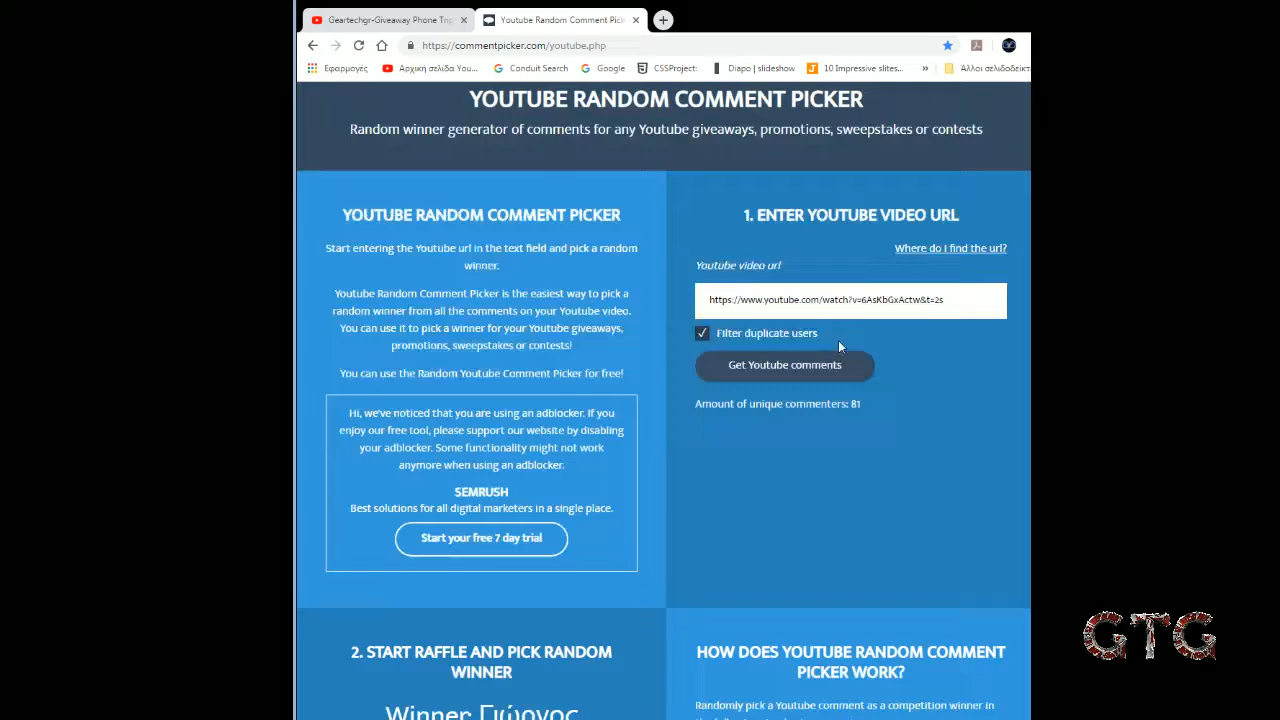 Geartechgr-Giveaway Phone Trip
Youtube Random Comment Pick
https://commentpicker.com/youtube.php
Εφαρμογές
Αρχική σελίδα You...
Conduit Search
Google
CSSProject:
Diapo | slideshow
10 Impressive slites...
»
Άλλοι σελιδοδείκτ
YOUTUBE RANDOM COMMENT PICKER
Random winner generator of comments for any Youtube giveaways, promotions, sweepstakes or contests
YOUTUBE RANDOM COMMENT PICKER
Start entering the Youtube url in the text field and pick a random
winner.
Youtube Random Comment Picker is the easiest way to pick a
random winner from all the comments on your Youtube video.
You can use it to pick a winner for your Youtube giveaways,
promotions, sweepstakes or contests!
You can use the Random Youtube Comment Picker for free!
Hi, we've noticed that you are using an adblocker. If you
enjoy our free tool, please support our website by disabling
your adblocker. Some functionality might not work
anymore when using an adblocker.
SEMRUSH
Best solutions for all digital marketers in a single place.
Start your free 7 day trial
1. ENTER YOUTUBE VIDEO URL
Where do I find the url?
Youtube video url
https://www.youtube.com/watch?v=6AsKbGxActw&t=2s
Filter duplicate users
Get Youtube comments
Amount of unique commenters: 81
2. START RAFFLE AND PICK RANDOM
WINNER
Winner: Γιώργος
HOW DOES YOUTUBE RANDOM COMMENT
PICKER WORK?
Randomly pick a Youtube comment as a competition winner in
GTG